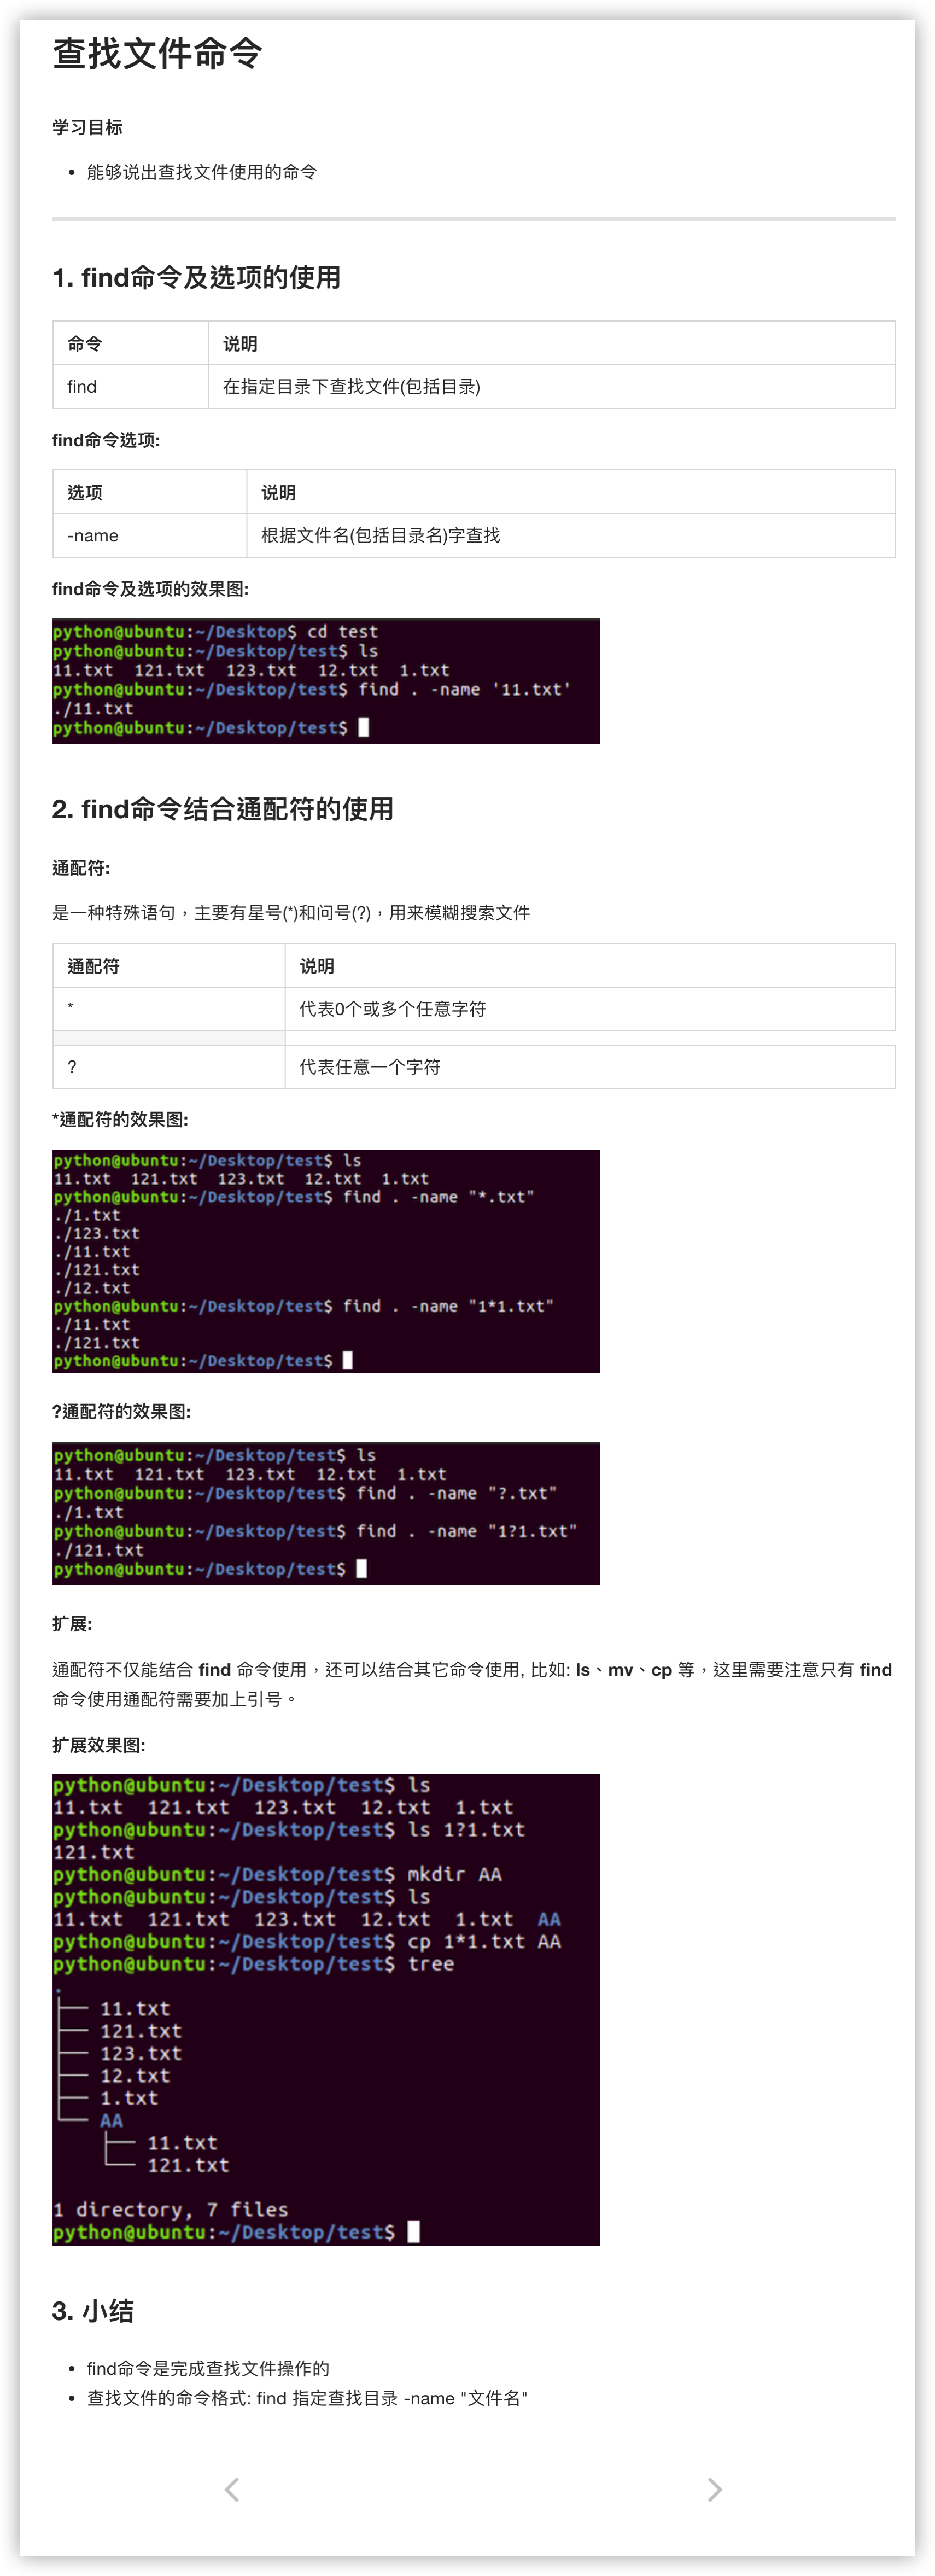 查找文件命令
学习目标
• 能够说出查找文件使用的命令
1. find命令及选项的使用
命令 说明
find 在指定目录下查找文件(包括目录)
find命令选项:
选项 说明
-name 根据文件名(包括目录名)字查找
find命令及选项的效果图:
python@ubuntu:~/Desktop$ cd test
python@ubuntu:~/Desktop/test$ ls
11.txt  121.txt  123.txt  12.txt  1.txt
python@ubuntu:~/Desktop/test$ find . -name '11.txt'
./11.txt
python@ubuntu:~/Desktop/test$
2. find命令结合通配符的使用
通配符:
是一种特殊语句，主要有星号(*)和问号(?)，用来模糊搜索文件
通配符 说明
* 代表0个或多个任意字符
? 代表任意一个字符
*通配符的效果图:
python@ubuntu:~/Desktop/test$ ls
11.txt  121.txt  123.txt  12.txt  1.txt
python@ubuntu:~/Desktop/test$ find . -name "*.txt"
./1.txt
./123.txt
./11.txt
./121.txt
./12.txt
python@ubuntu:~/Desktop/test$ find . -name "1*1.txt"
./11.txt
./121.txt
python@ubuntu:~/Desktop/test$
?通配符的效果图:
python@ubuntu:~/Desktop/test$ ls
11.txt  121.txt  123.txt  12.txt  1.txt
python@ubuntu:~/Desktop/test$ find . -name "?.txt"
./1.txt
python@ubuntu:~/Desktop/test$ find . -name "1?1.txt"
./121.txt
python@ubuntu:~/Desktop/test$
扩展:
通配符不仅能结合 find 命令使用，还可以结合其它命令使用, 比如: ls、mv、cp 等，这里需要注意只有 find
命令使用通配符需要加上引号。
扩展效果图:
python@ubuntu:~/Desktop/test$ ls
11.txt  121.txt  123.txt  12.txt  1.txt
python@ubuntu:~/Desktop/test$ ls 1?1.txt
121.txt
python@ubuntu:~/Desktop/test$ mkdir AA
python@ubuntu:~/Desktop/test$ ls
11.txt  121.txt  123.txt  12.txt  1.txt  AA
python@ubuntu:~/Desktop/test$ cp 1*1.txt AA
python@ubuntu:~/Desktop/test$ tree
.
├── 11.txt
├── 121.txt
├── 123.txt
├── 12.txt
├── 1.txt
└── AA
    ├── 11.txt
    └── 121.txt
1 directory, 7 files
python@ubuntu:~/Desktop/test$
3. 小结
• find命令是完成查找文件操作的
• 查找文件的命令格式: find 指定查找目录 -name "文件名"